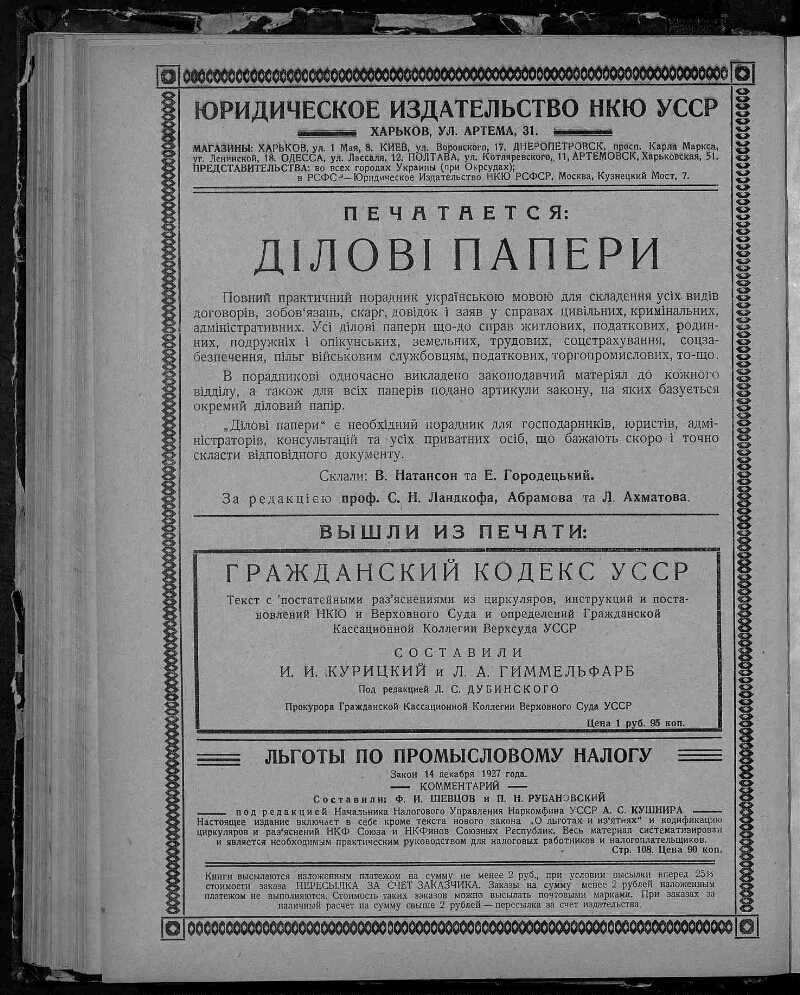 ЮРИДИЧЕСКОЕ ИЗДАТЕЛЬСТВО НКЮ УССР
ХАРЬКОВ, УЛ. АРТЕМА, 31.
МАГАЗИНЫ: ХАРЬКОВ, ул. 1 Мая, 8. КИЕВ, ул. Воровского, 17. ДНЕПРОПЕТРОВСК, просп. Карла Маркса,
уг. Ленинской, 18. ОДЕССА, ул. Лассаля, 12. ПОЛТАВА, ул. Котляревского, 11, АРТЕМОВСК, Харьковская, 51.
ПРЕДСТАВИТЕЛЬСТВА: во всех городах Украины (при Окрсудах);
в РСФСР—Юридическое Издательство НКЮ РСФСР, Москва, Кузнецкий Мост, 7.
ПЕЧАТАЕТСЯ:
ДІЛОВІ ПАПЕРИ
Повний практичний порадник українською мовою для складення усіх видів
договорів, зобов'язань, скарг, довідок і заяв у справах цивільних, кримінальних,
адміністративних. Усі ділові папери що-до справ житлових, податкових, родин-
них, подружніх і опікунських, земельних, трудових, соцстрахування, соцза-
безпечення, пільг військовим службовцям, податкових, торгопромислових, то-що.
В порадникові одночасно викладено законодавчий матеріял до кожного
відділу, а також для всіх паперів подано артикули закону, на яких базується
окремий діловий папір.
„Ділові папери“ є необхідний порадник для господарників, юристів, адмі-
ністраторів, консультацій та усіх приватних осіб, що бажають скоро і точно
скласти відповідного документу.
Склали: В. Натансон та Е. Городецький.
За редакцією проф. С. Н. Ландкофа, Абрамова та Л. Ахматова.
ВЫШЛИ ИЗ ПЕЧАТИ:
ГРАЖДАНСКИЙ КОДЕКС УССР
Текст с постатейными раз'яснениями из циркуляров, инструкций и поста-
новлений НКЮ и Верховного Суда и определений Гражданской
Кассационной Коллегии Верхсуда УССР
СОСТАВИЛИ
И. И. КУРИЦКИЙ и Л. А. ГИММЕЛЬФАРБ
Под редакцией Л. С. ДУБИНСКОГО
Прокурора Гражданской Кассационной Коллегии Верховного Суда УССР
Цена 1 руб. 95 коп.
ЛЬГОТЫ ПО ПРОМЫСЛОВОМУ НАЛОГУ
Закон 14 декабря 1927 года.
— КОММЕНТАРИЙ —
Составили: Ф. И. ШЕВЦОВ и П. Н. РУБАНОВСКИЙ
под редакцией Начальника Налогового Управления Наркомфина УССР А. С. КУШНИРА
Настоящее издание включает в себе кроме текста нового закона „О льготах и из'ятиях“ и кодификацию
циркуляров и раз'яснений НКФ Союза и НКФинов Союзных Республик. Весь материал систематизирован
и является необходимым практическим руководством для налоговых работников и налогоплательщиков.
Стр. 108. Цена 90 коп.
Книги высылаются наложенным платежом на сумму не менее 2 руб., при условии высылки вперед 25%
стоимости заказа ПЕРЕСЫЛКА ЗА СЧЕТ ЗАКАЗЧИКА. Заказы на сумму менее 2 рублей наложенным
платежом не выполняются. Стоимость таких заказов можно высылать почтовыми марками. При заказах за
наличный расчет на сумму свыше 2 рублей — пересылка за счет издательства.